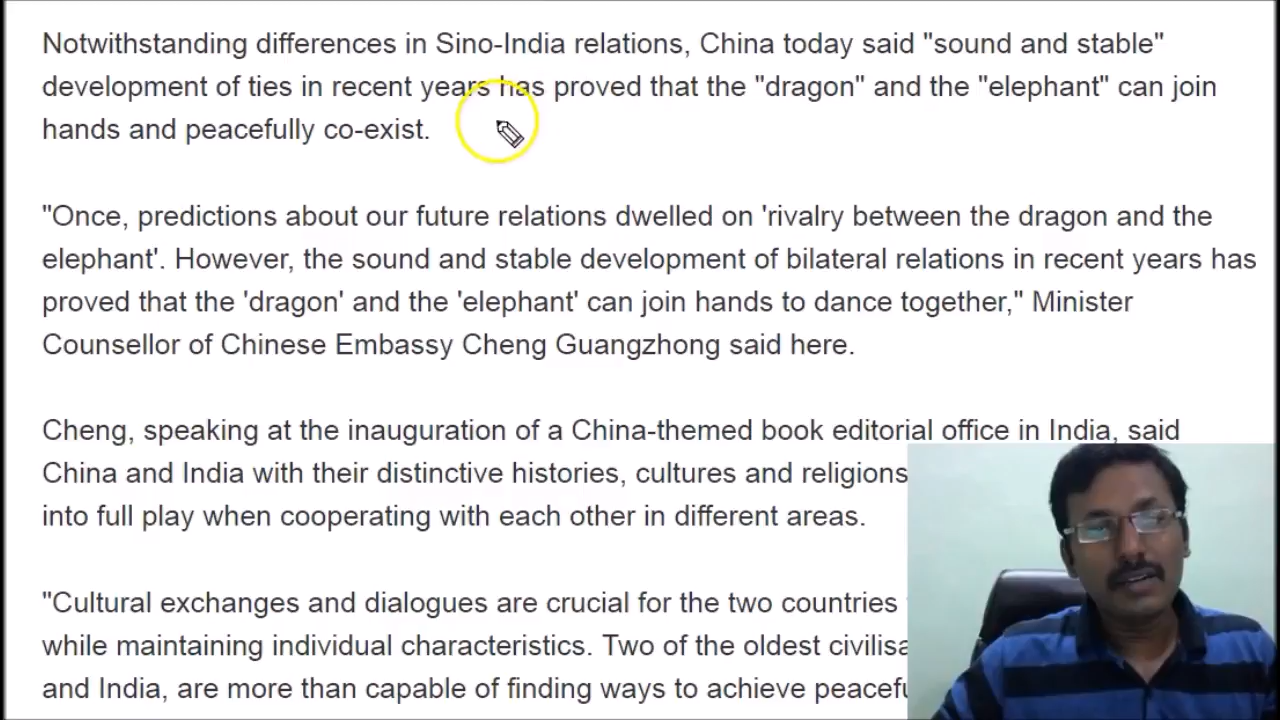 Notwithstanding differences in Sino-India relations, China today said "sound and stable"
development of ties in recent years has proved that the "dragon" and the "elephant" can join
hands and peacefully co-exist.
"Once, predictions about our future relations dwelled on 'rivalry between the dragon and the
elephant'. However, the sound and stable development of bilateral relations in recent years has
proved that the 'dragon' and the 'elephant' can join hands to dance together," Minister
Counsellor of Chinese Embassy Cheng Guangzhong said here.
Cheng, speaking at the inauguration of a China-themed book editorial office in India, said
China and India with their distinctive histories, cultures and religions
into full play when cooperating with each other in different areas.
"Cultural exchanges and dialogues are crucial for the two countries
while maintaining individual characteristics. Two of the oldest
and India, are more than capable of finding ways to achieve